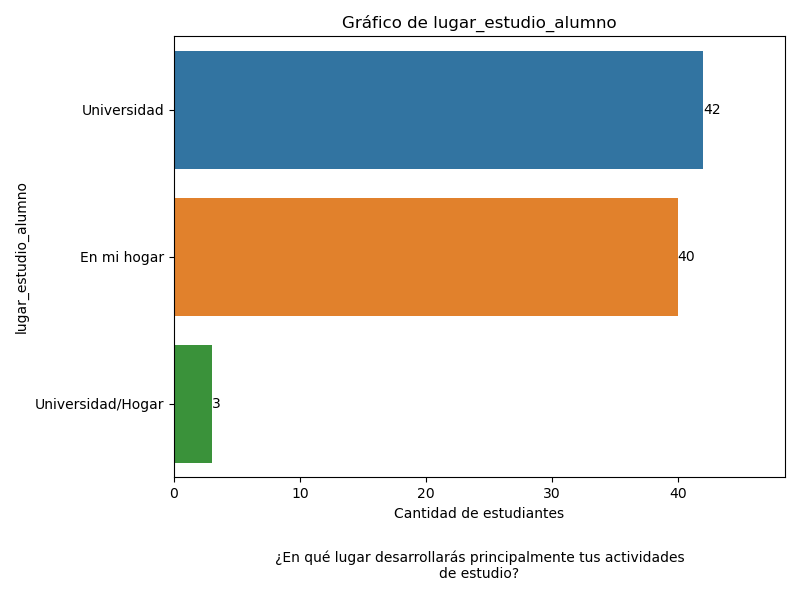 Gráfico de lugar_estudio_alumno
lugar_estudio_alumno
Universidad
42
En mi hogar
40
Universidad/Hogar
3
0 10 20 30 40
Cantidad de estudiantes
¿En qué lugar desarrollarás principalmente tus actividades
de estudio?